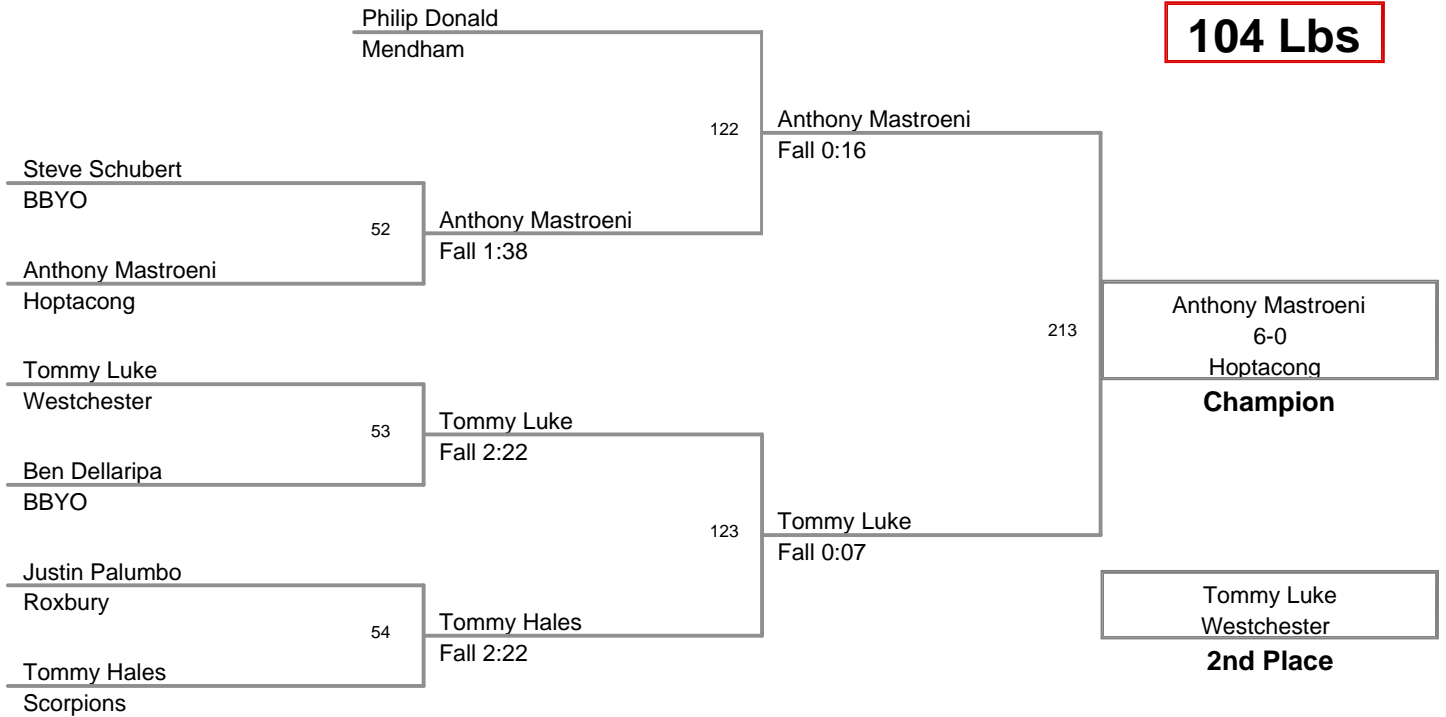 Philip Donald
Mendham
104 Lbs
122
Anthony Mastroeni
Fall 0:16
Steve Schubert
BBYO
52
Anthony Mastroeni
Fall 1:38
Anthony Mastroeni
Hoptacong
213
Anthony Mastroeni
6-0
Hoptacong
Champion
Tommy Luke
Westchester
53
Tommy Luke
Fall 2:22
Ben Dellaripa
BBYO
123
Tommy Luke
Fall 0:07
Justin Palumbo
Roxbury
54
Tommy Hales
Fall 2:22
Tommy Hales
Scorpions
Tommy Luke
Westchester
2nd Place